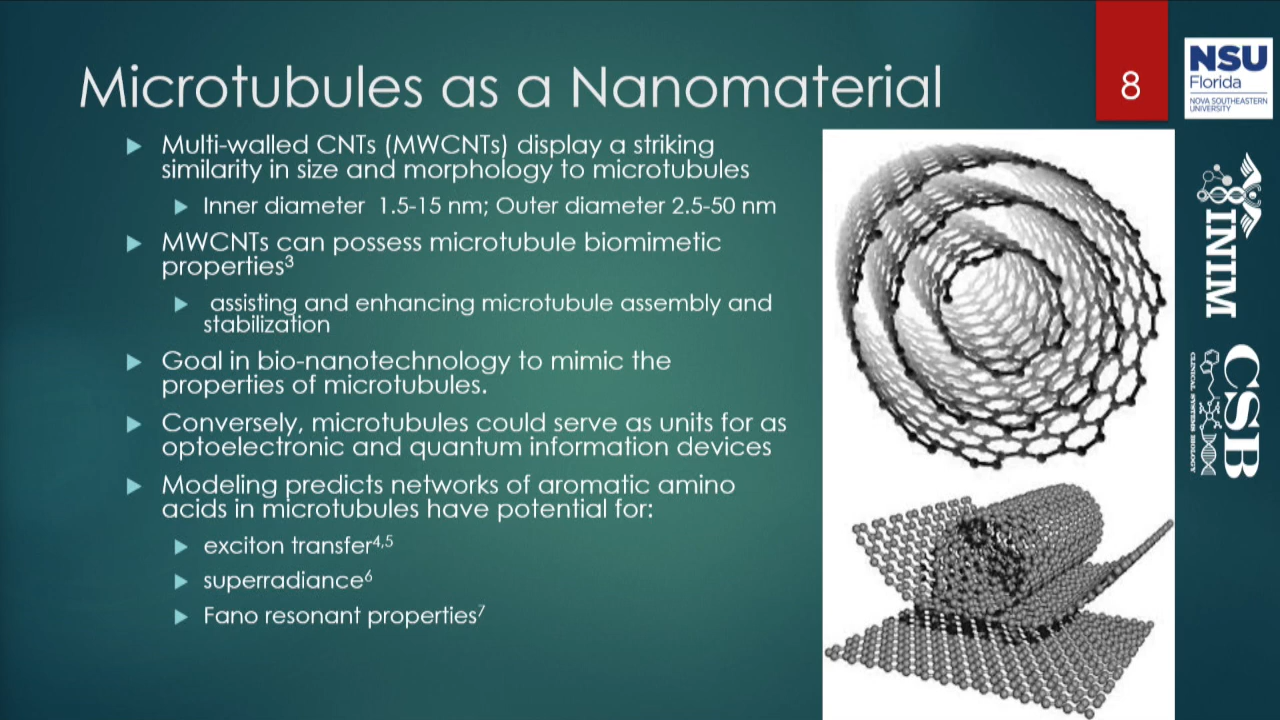 Microtubules as a Nanomaterial
8
NSU
Florida
NOVA SOUTHEASTERN
UNIVERSITY
Multi-walled CNTs (MWCNTs) display a striking
similarity in size and morphology to microtubules
Inner diameter 1.5-15 nm; Outer diameter 2.5-50 nm
MWCNTs can possess microtubule biomimetic
properties³
assisting and enhancing microtubule assembly and
stabilization
Goal in bio-nanotechnology to mimic the
properties of microtubules.
Conversely, microtubules could serve as units for as
optoelectronic and quantum information devices
Modeling predicts networks of aromatic amino
acids in microtubules have potential for:
exciton transfer⁴,⁵
superradiance⁶
Fano resonant properties⁷
INIM
CSB
CLINICAL SYSTEMS BIOLOGY